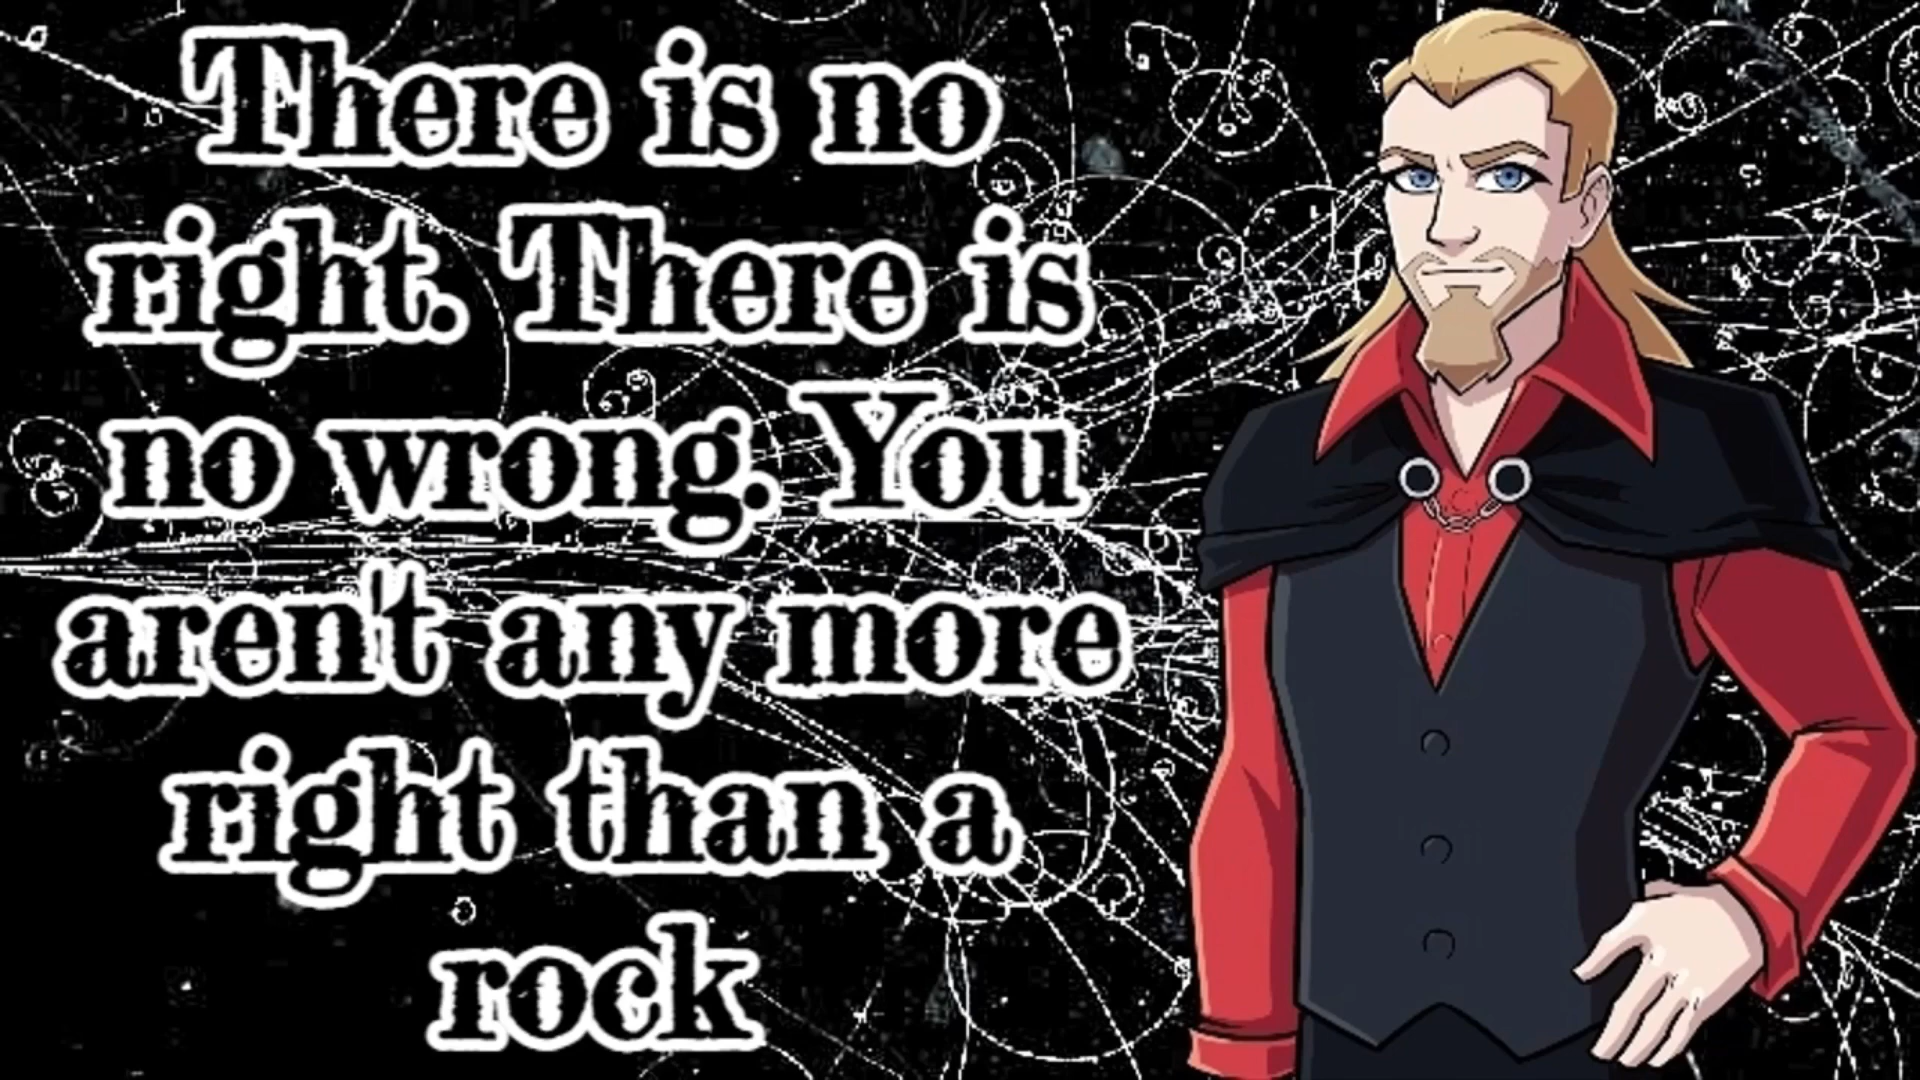 There is no
right. There is
no wrong. You
aren't any more
right than a
rock